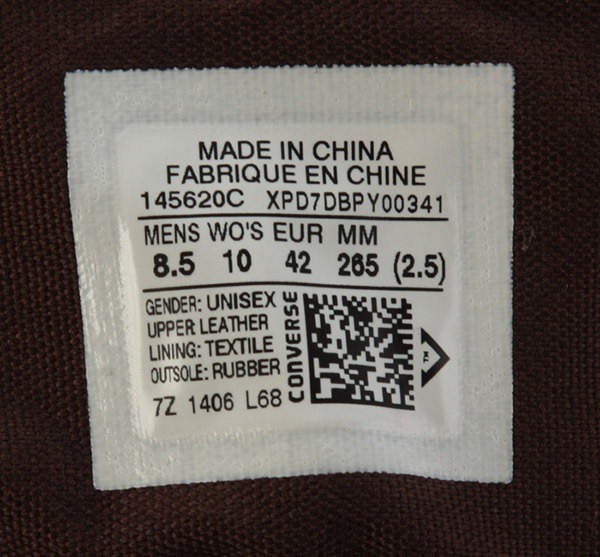 MADE IN CHINA
FABRIQUE EN CHINE
145620C XPD7DBPY00341
MENS WO'S EUR MM
8.5 10 42 265 (2.5)
GENDER: UNISEX
UPPER: LEATHER
LINING: TEXTILE
OUTSOLE: RUBBER
7Z 1406 L68
CONVERSE
TM